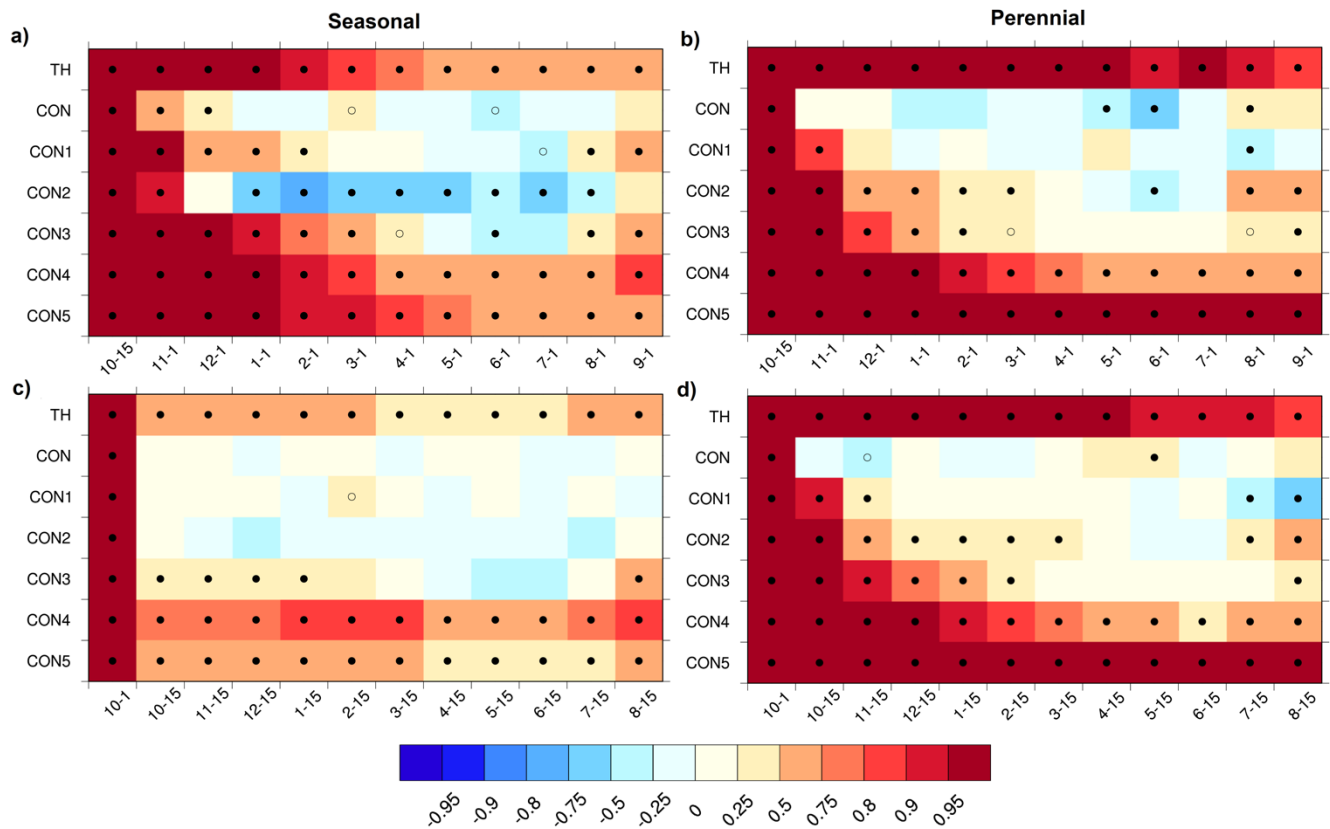 Seasonal
Perennial
a)
b)
TH
CON
CON1
CON2
CON3
CON4
CON5
10-15 11-1 12-1 1-1 2-1 3-1 4-1 5-1 6-1 7-1 8-1 9-1
TH
CON
CON1
CON2
CON3
CON4
CON5
10-15 11-1 12-1 1-1 2-1 3-1 4-1 5-1 6-1 7-1 8-1 9-1
c)
d)
TH
CON
CON1
CON2
CON3
CON4
CON5
10-1 10-15 11-15 12-15 1-15 2-15 3-15 4-15 5-15 6-15 7-15 8-15
TH
CON
CON1
CON2
CON3
CON4
CON5
10-1 10-15 11-15 12-15 1-15 2-15 3-15 4-15 5-15 6-15 7-15 8-15
-0.95 -0.9 -0.8 -0.75 -0.5 -0.25 0 0.25 0.5 0.75 0.8 0.9 0.95